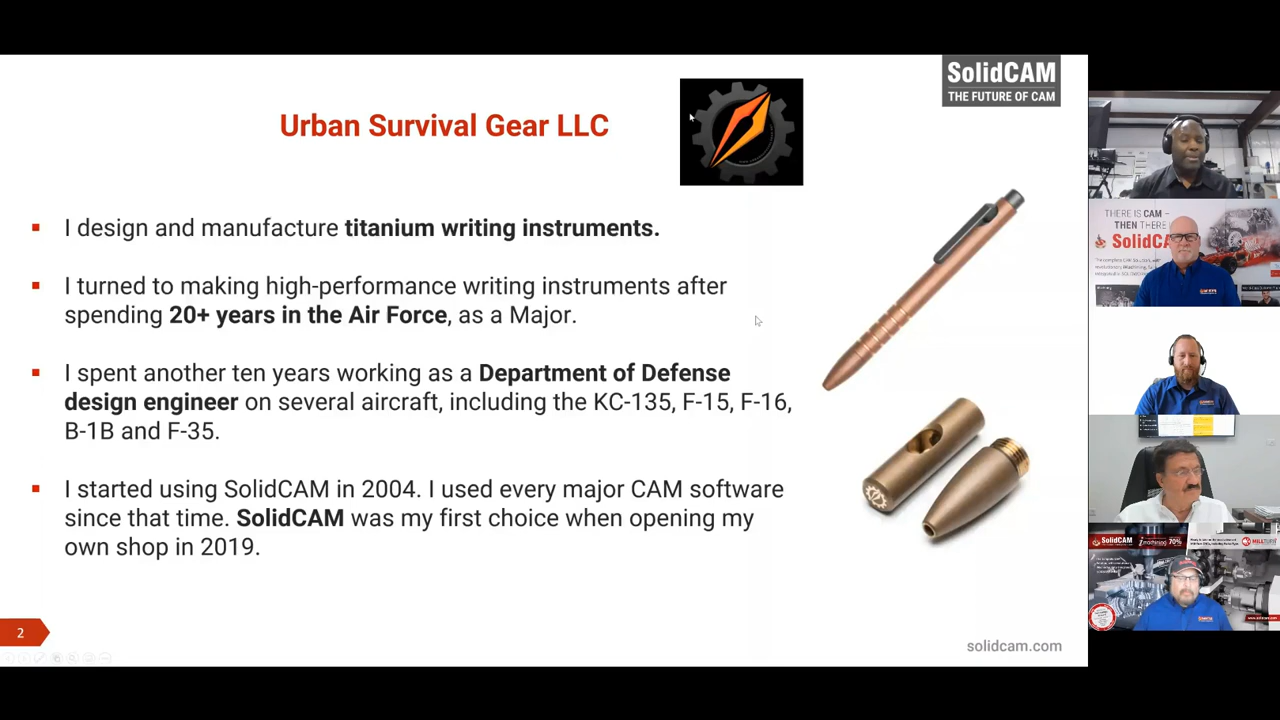 SolidCAM
THE FUTURE OF CAM
Urban Survival Gear LLC
▪ I design and manufacture titanium writing instruments.
▪ I turned to making high-performance writing instruments after
spending 20+ years in the Air Force, as a Major.
▪ I spent another ten years working as a Department of Defense
design engineer on several aircraft, including the KC-135, F-15, F-16,
B-1B and F-35.
▪ I started using SolidCAM in 2004. I used every major CAM software
since that time. SolidCAM was my first choice when opening my
own shop in 2019.
2
solidcam.com
THERE IS CAM –
THEN THERE
SolidCA
SolidCAM
70%
MILLTURN